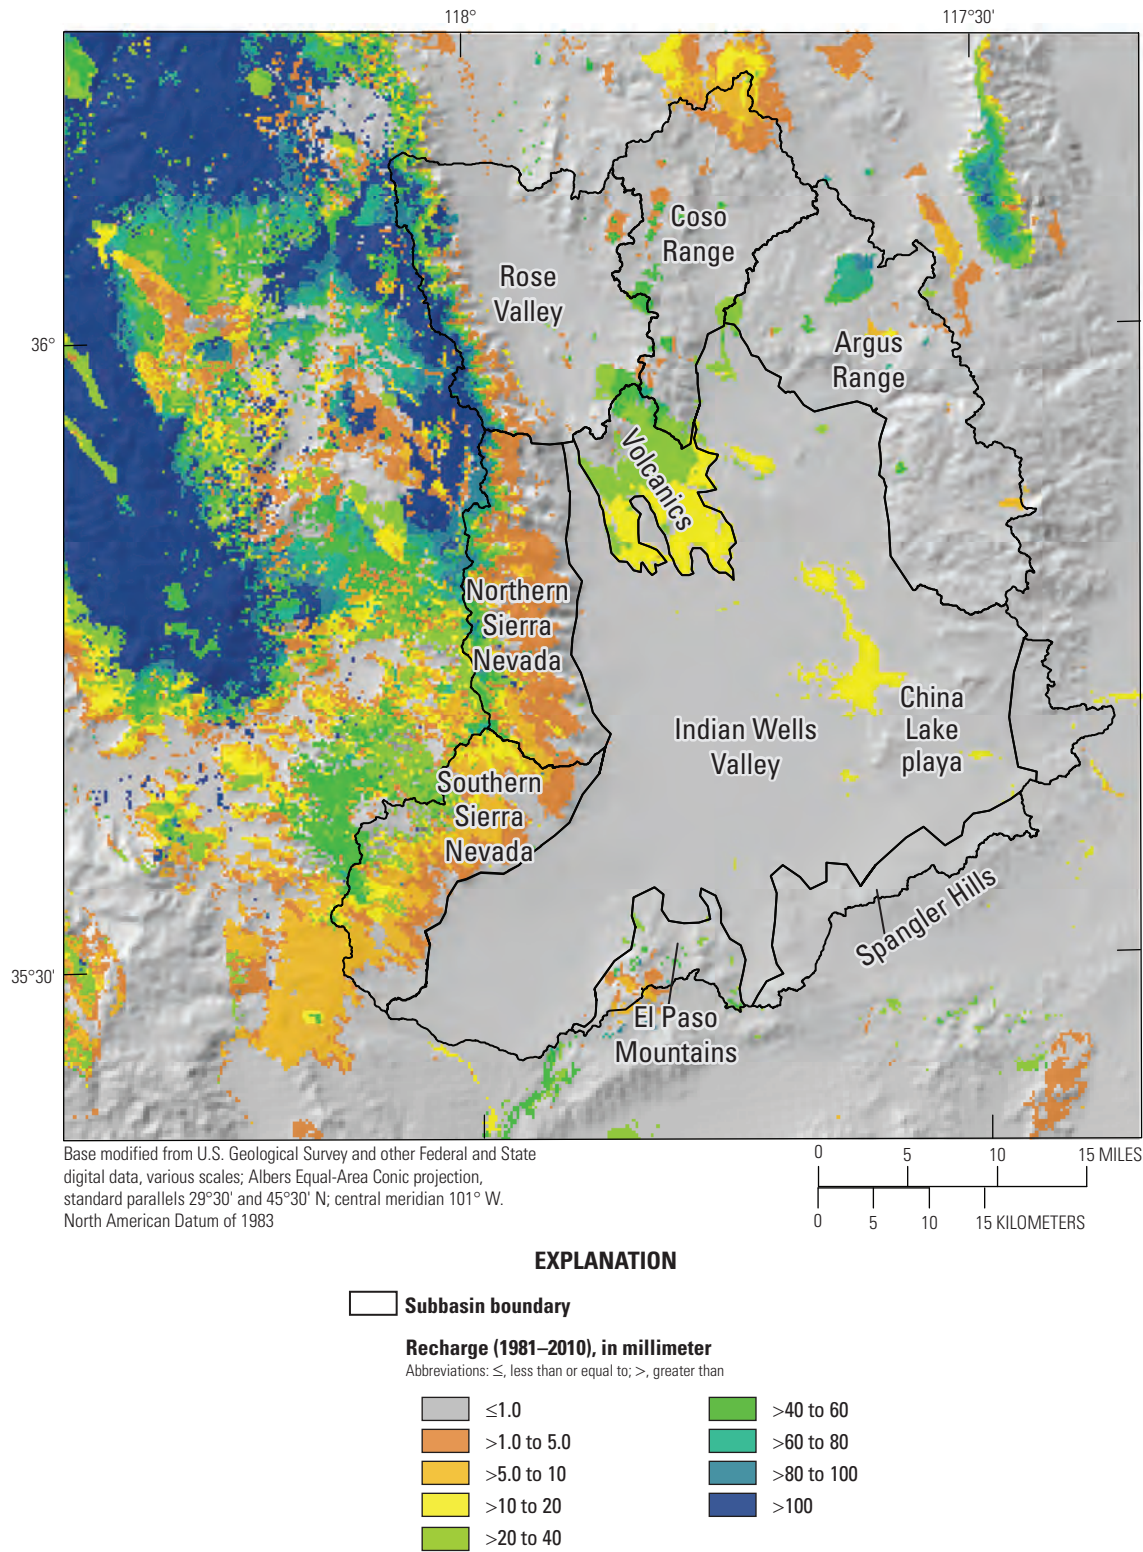 118°
117°30'
Coso
Range
Rose
Valley
36°
Argus
Range
Volcanics
Northern
Sierra
Nevada
China
Lake
playa
Indian Wells
Valley
Southern
Sierra
Nevada
Spangler Hills
35°30'
El Paso
Mountains
Base modified from U.S. Geological Survey and other Federal and State
digital data, various scales; Albers Equal-Area Conic projection,
standard parallels 29°30' and 45°30' N; central meridian 101° W.
North American Datum of 1983
0 5 10 15 MILES
0 5 10 15 KILOMETERS
EXPLANATION
Subbasin boundary
Recharge (1981–2010), in millimeter
Abbreviations: ≤, less than or equal to; >, greater than
≤1.0
>1.0 to 5.0
>5.0 to 10
>10 to 20
>20 to 40
>40 to 60
>60 to 80
>80 to 100
>100